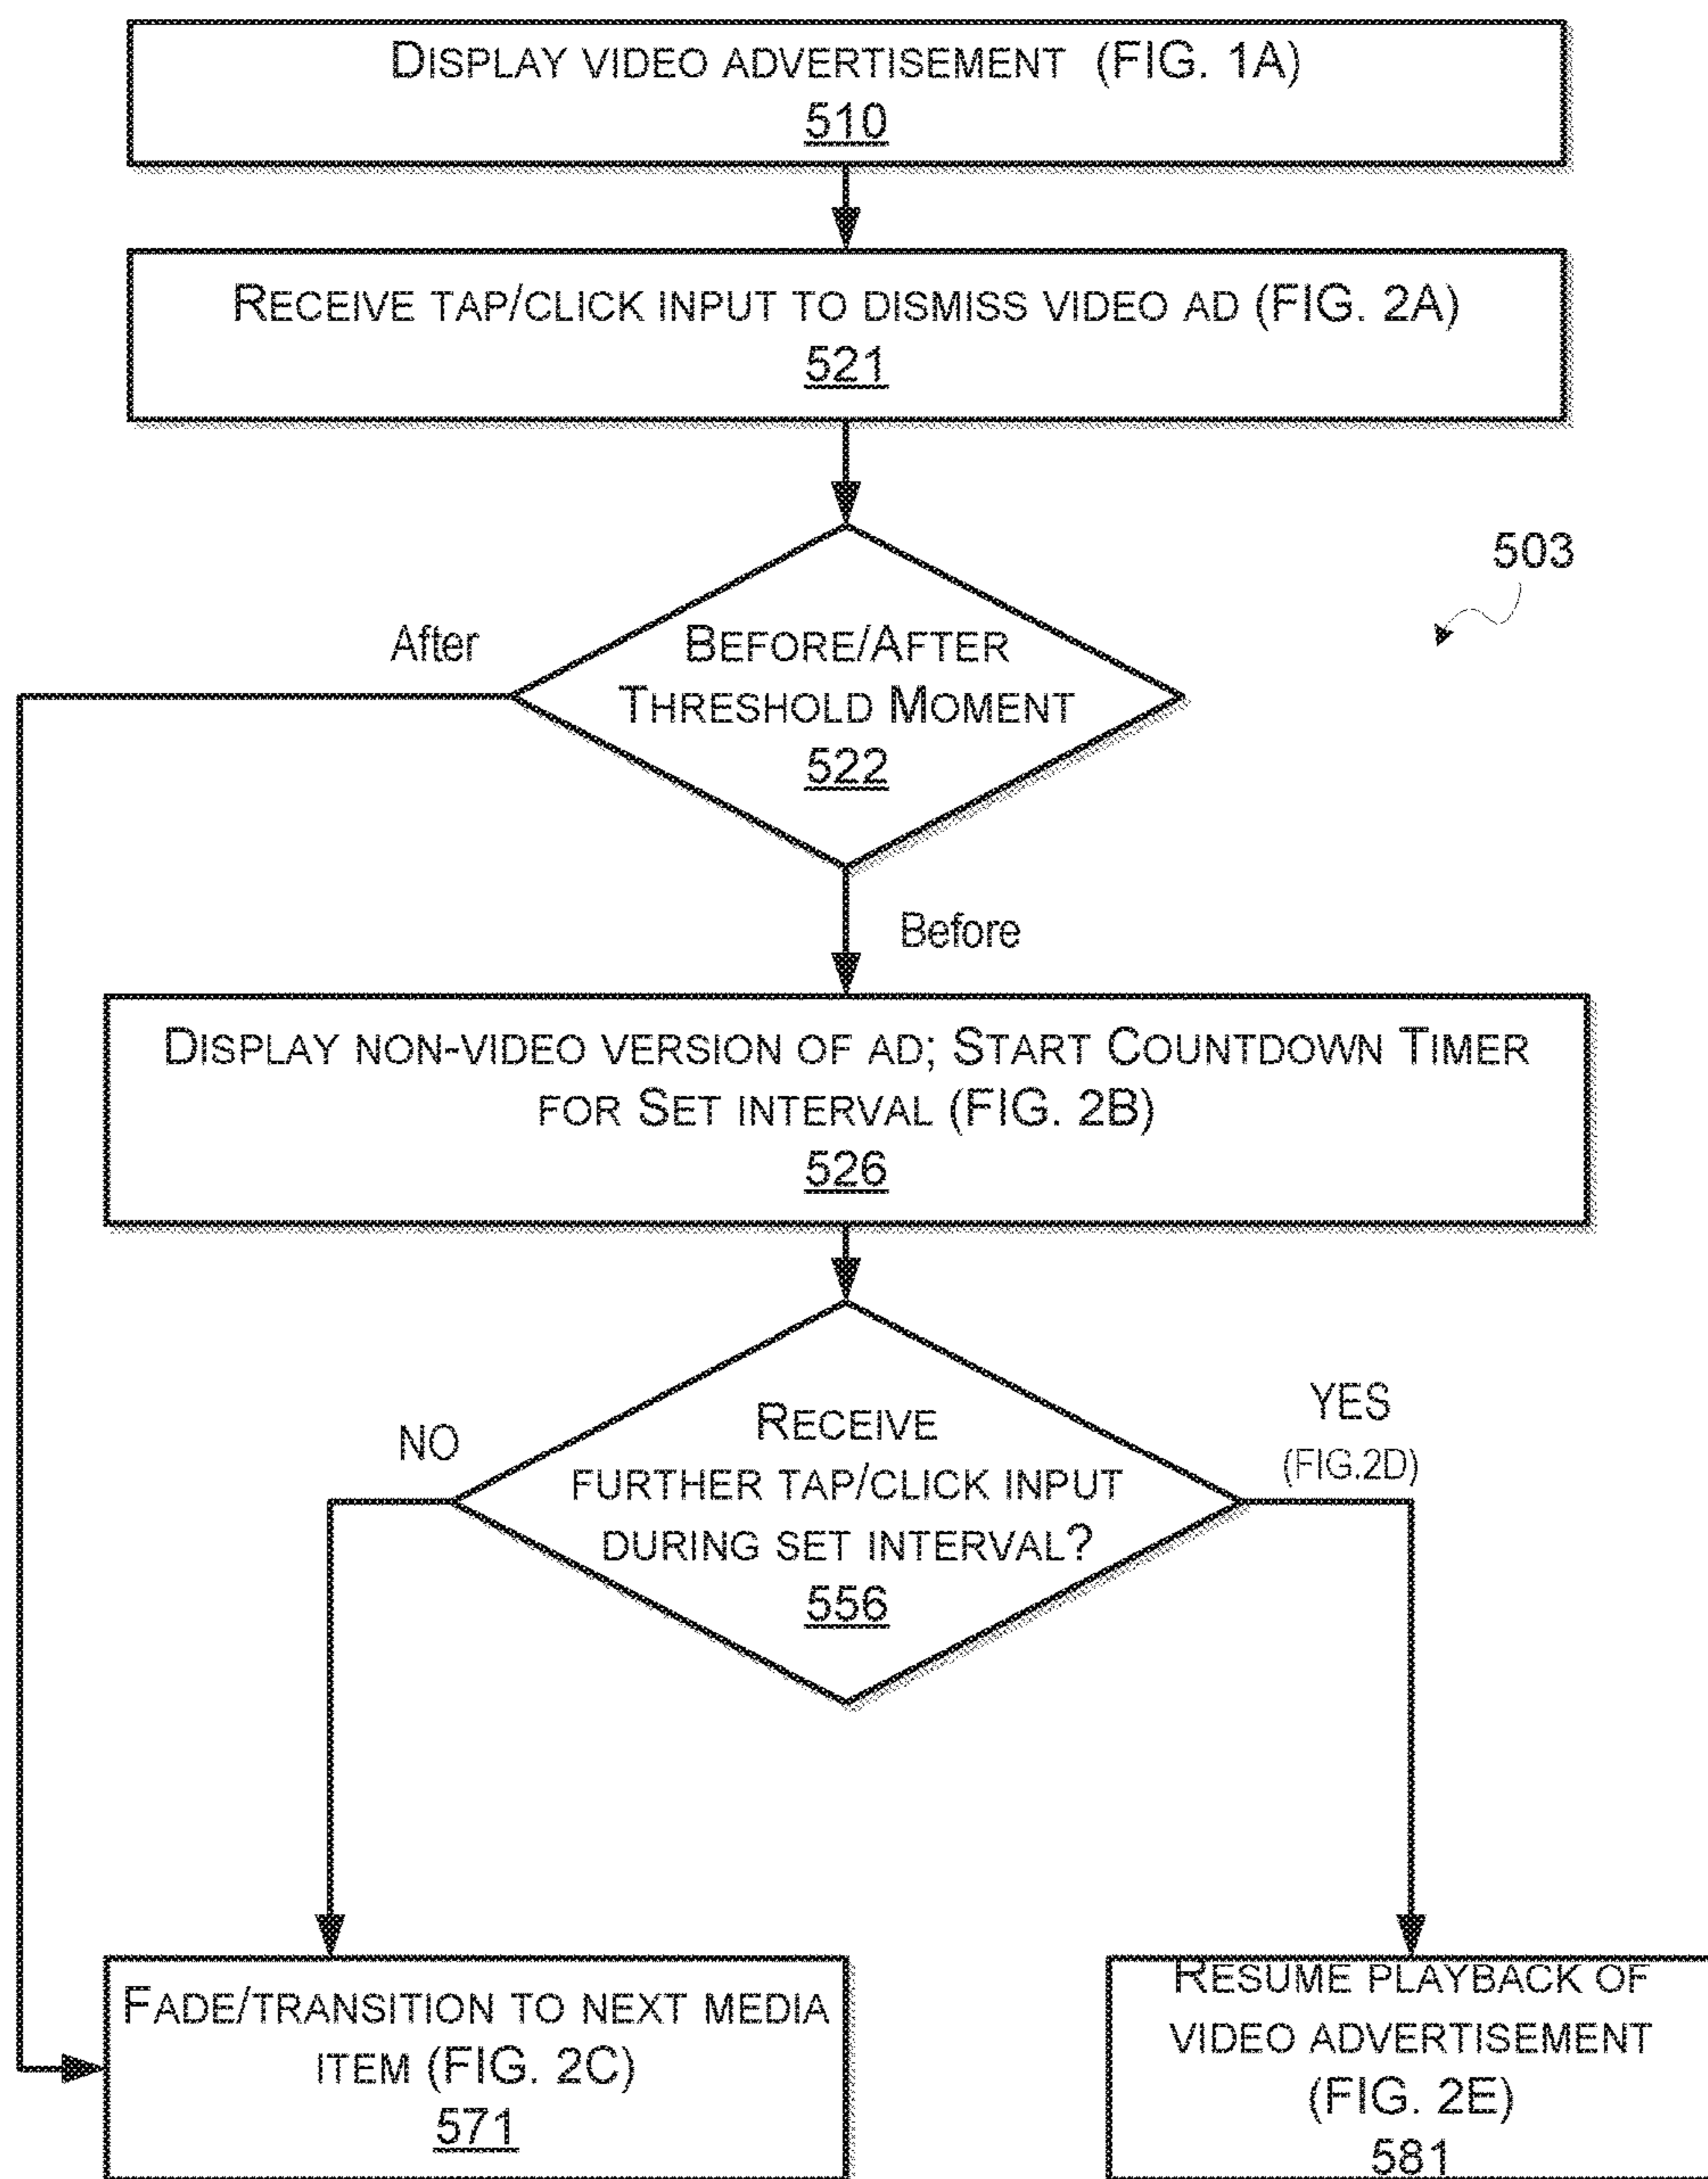 DISPLAY VIDEO ADVERTISEMENT (FIG. 1A)
510
RECEIVE TAP/CLICK INPUT TO DISMISS VIDEO AD (FIG. 2A)
521
503
After
BEFORE/AFTER
THRESHOLD MOMENT
522
Before
DISPLAY NON-VIDEO VERSION OF AD; START COUNTDOWN TIMER
FOR SET INTERVAL (FIG. 2B)
526
NO
RECEIVE
FURTHER TAP/CLICK INPUT
DURING SET INTERVAL?
556
YES
(FIG.2D)
FADE/TRANSITION TO NEXT MEDIA
ITEM (FIG. 2C)
571
RESUME PLAYBACK OF
VIDEO ADVERTISEMENT
(FIG. 2E)
581